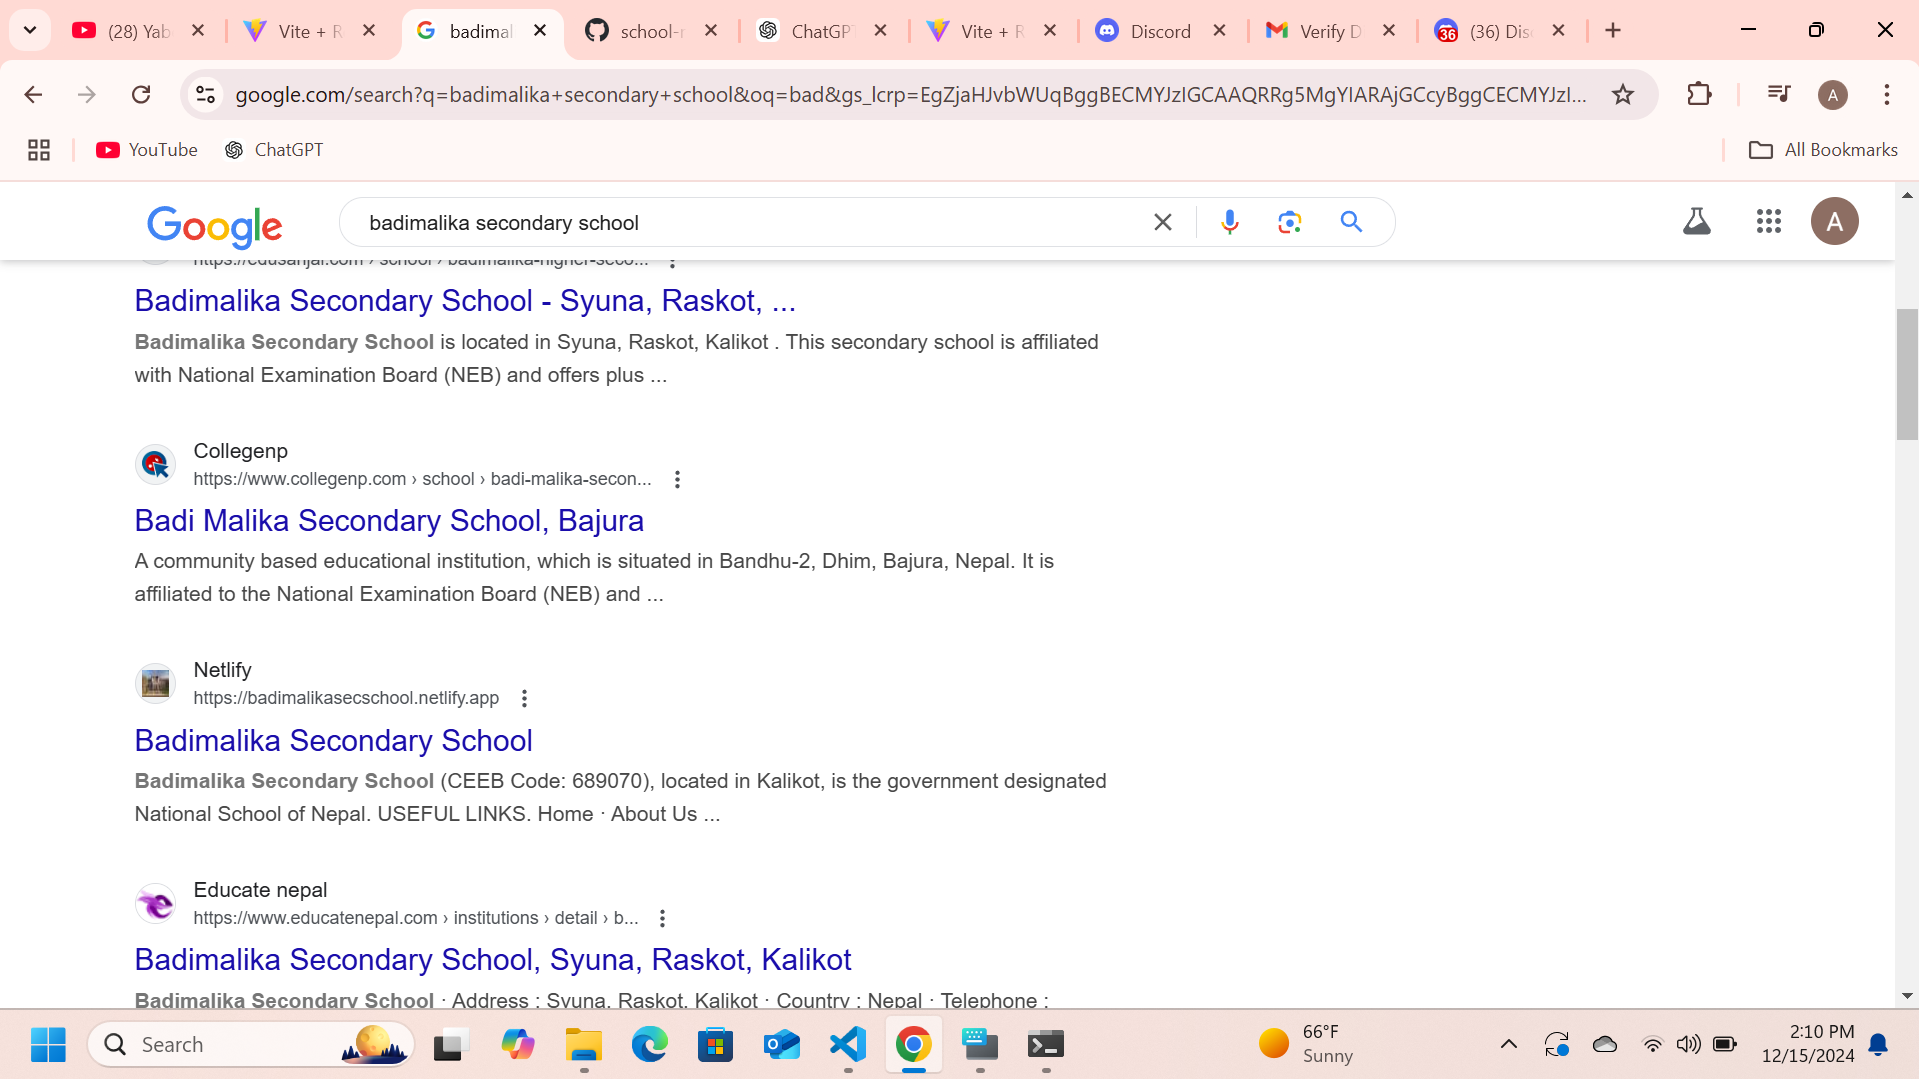 (28) Yab
Vite + R
badimal
school-r
ChatGPT
Vite + R
Discord
Verify D
36
(36) Dis
google.com/search?q=badimalika+secondary+school&oq=bad&gs_lcrp=EgZjaHJvbWUqBggBECMYJzIGCAAQRRg5MgYIARAjGCcyBggCECMYJzI...
A
YouTube
ChatGPT
All Bookmarks
Google
badimalika secondary school
A
https://edusanjal.com › school › badimalika-higher-seco...
Badimalika Secondary School - Syuna, Raskot, ...
Badimalika Secondary School is located in Syuna, Raskot, Kalikot . This secondary school is affiliated
with National Examination Board (NEB) and offers plus ...
Collegenp
https://www.collegenp.com › school › badi-malika-secon...
Badi Malika Secondary School, Bajura
A community based educational institution, which is situated in Bandhu-2, Dhim, Bajura, Nepal. It is
affiliated to the National Examination Board (NEB) and ...
Netlify
https://badimalikasecschool.netlify.app
Badimalika Secondary School
Badimalika Secondary School (CEEB Code: 689070), located in Kalikot, is the government designated
National School of Nepal. USEFUL LINKS. Home · About Us ...
Educate nepal
https://www.educatenepal.com › institutions › detail › b...
Badimalika Secondary School, Syuna, Raskot, Kalikot
Badimalika Secondary School · Address : Syuna, Raskot, Kalikot · Country : Nepal · Telephone :
Search
66°F
Sunny
2:10 PM
12/15/2024